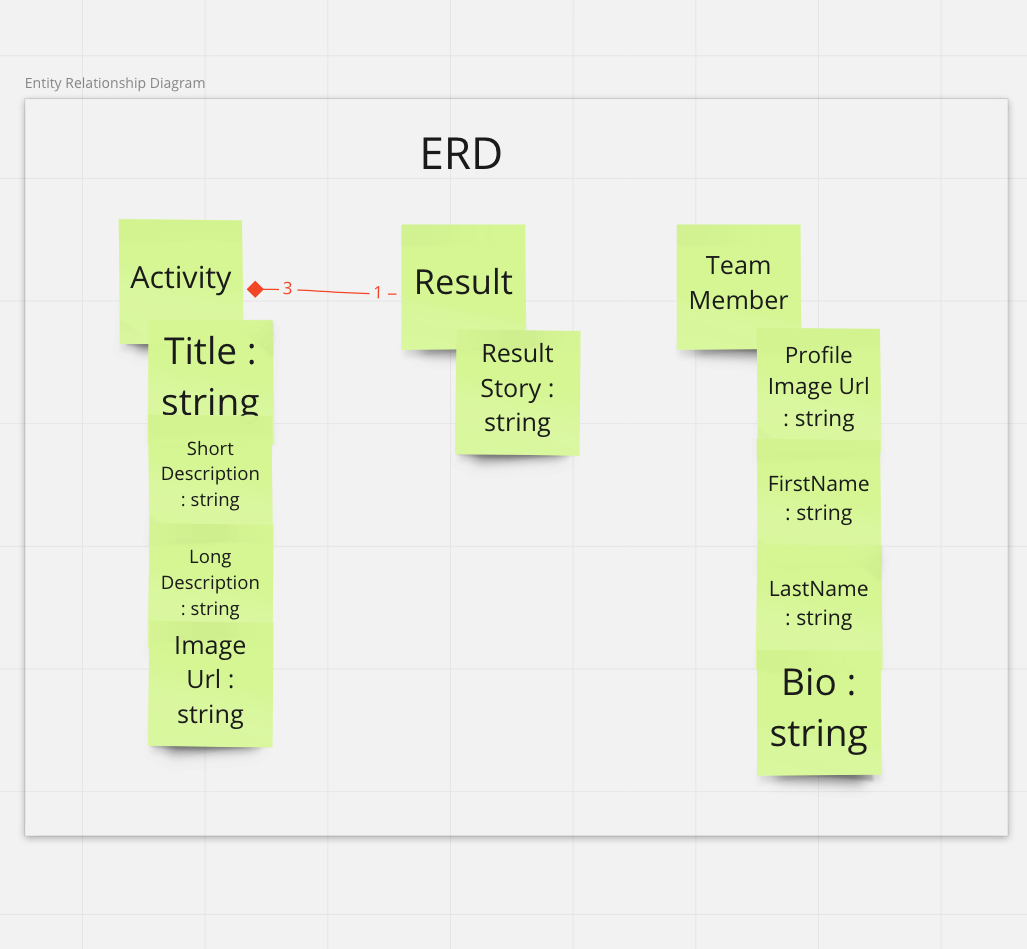 Entity Relationship Diagram
ERD
Activity
3
1
Result
Team
Member
Title :
string
Short
Description
: string
Long
Description
: string
Image
Url :
string
Result
Story :
string
Profile
Image Url
: string
FirstName
: string
LastName
: string
Bio :
string